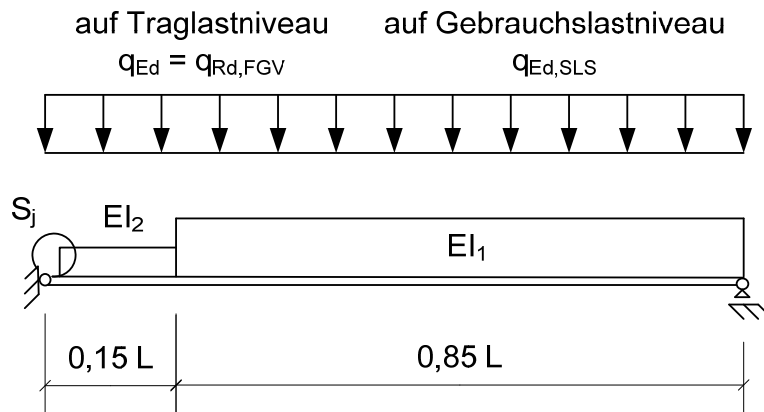 auf Traglastniveau auf Gebrauchslastniveau
q_Ed = q_Rd,FGV q_Ed,SLS
S_j EI_2
EI_1
0,15 L 0,85 L